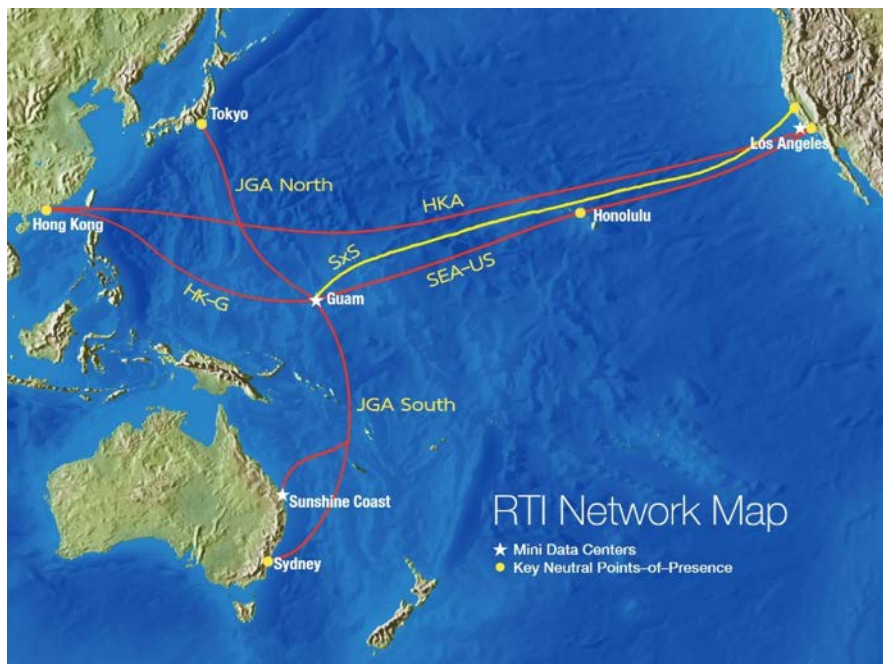 Tokyo
Los Angeles
JGA North
HKA
Honolulu
Hong Kong
SxS
SEA–US
HK–G
Guam
JGA South
Sunshine Coast
RTI Network Map
Mini Data Centers
Sydney
Key Neutral Points–of–Presence